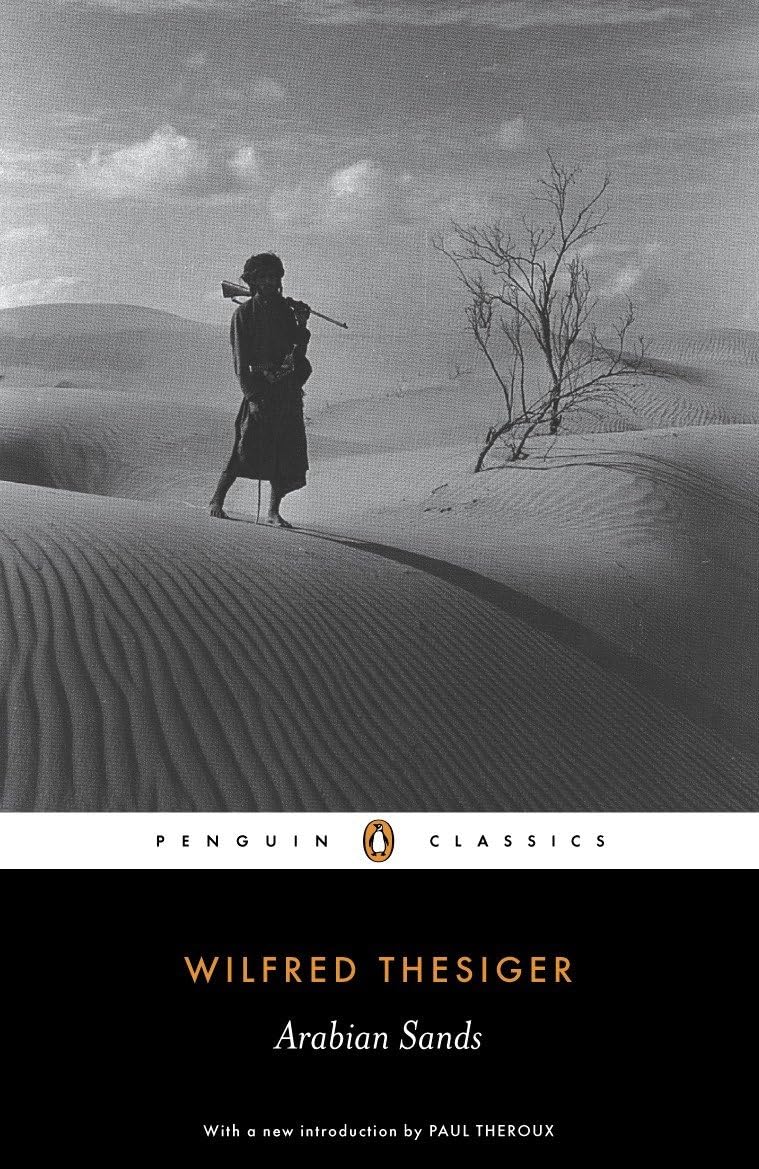 PENGUIN CLASSICS
WILFRED THESIGER
Arabian Sands
With a new introduction by PAUL THEROUX